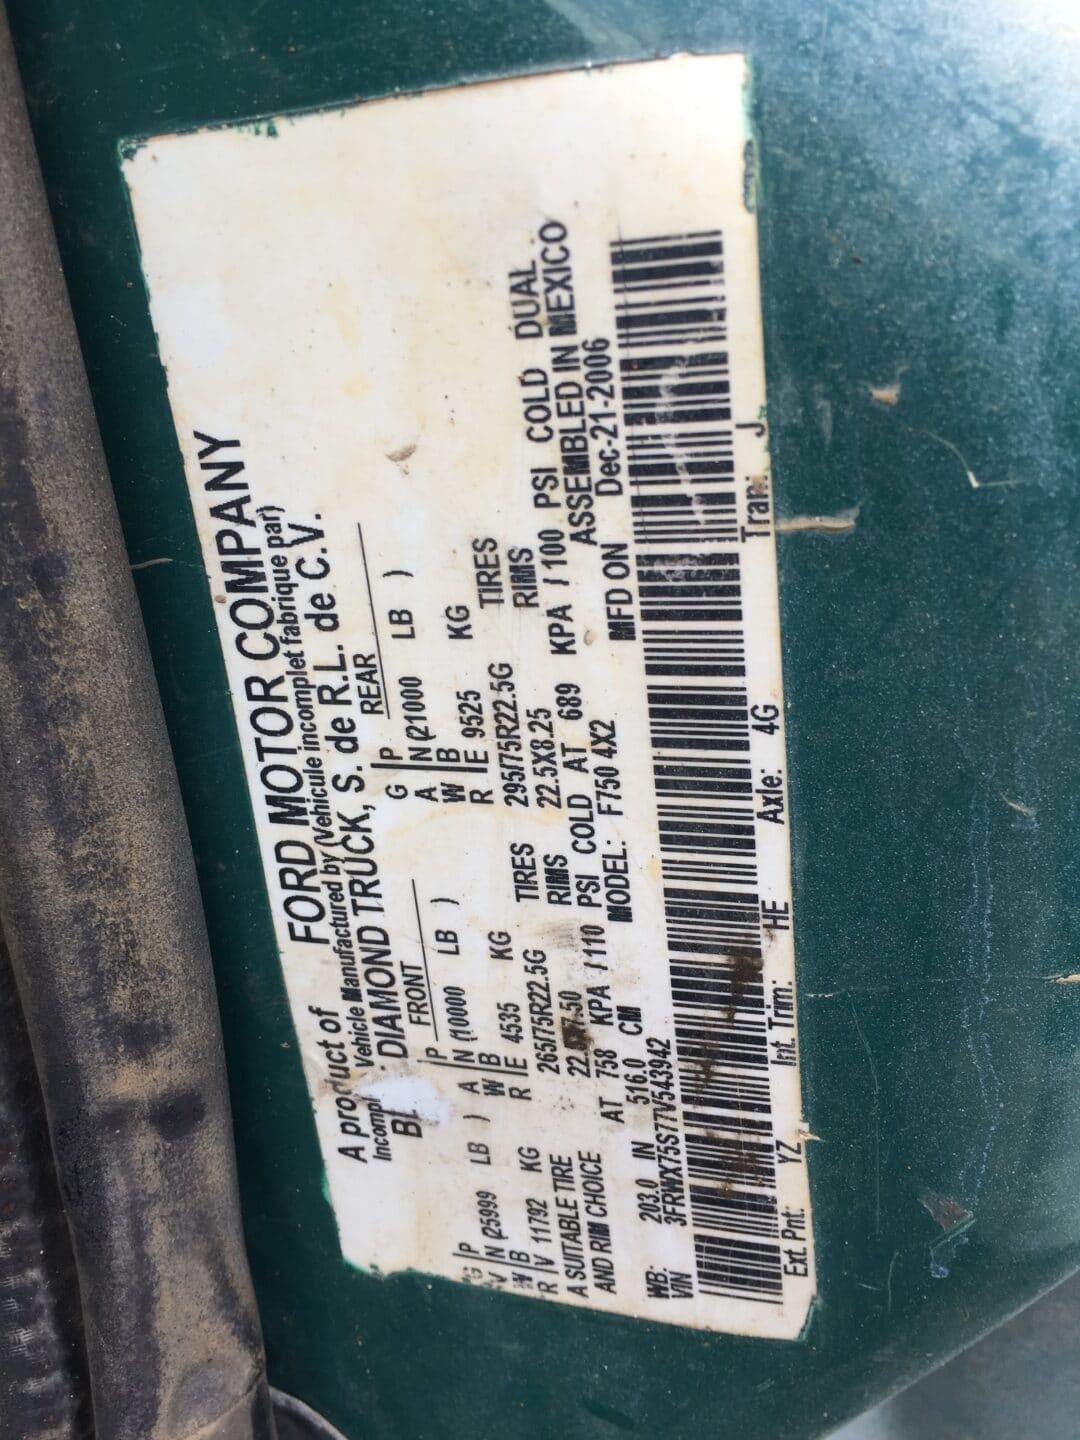 A product of FORD MOTOR COMPANY
Incompl Vehicle Manufactured by (Vehicule incomplet fabrique par)
DIAMOND TRUCK, S. de R.L. de C.V.
FRONT REAR
G P G P
V N (25999 LB ) A N (10000 LB ) A N (21000 LB )
W B W B W B
R V 11792 KG R E 4535 KG R E 9525 KG
A SUITABLE TIRE 265/75R22.5G TIRES 295/75R22.5G TIRES
AND RIM CHOICE RIMS 22.5X8.25 RIMS
AT 758 KPA / 110 PSI COLD AT 689 KPA / 100 PSI COLD DUAL
WB: 203.0 IN 516.0 CM MODEL: F750 4X2 ASSEMBLED IN MEXICO
VIN 3FRWX75S77V543942 MFD ON Dec-21-2006
Ext. Pnt: YZ Int. Trim: HE Axle: 4G Tran: J